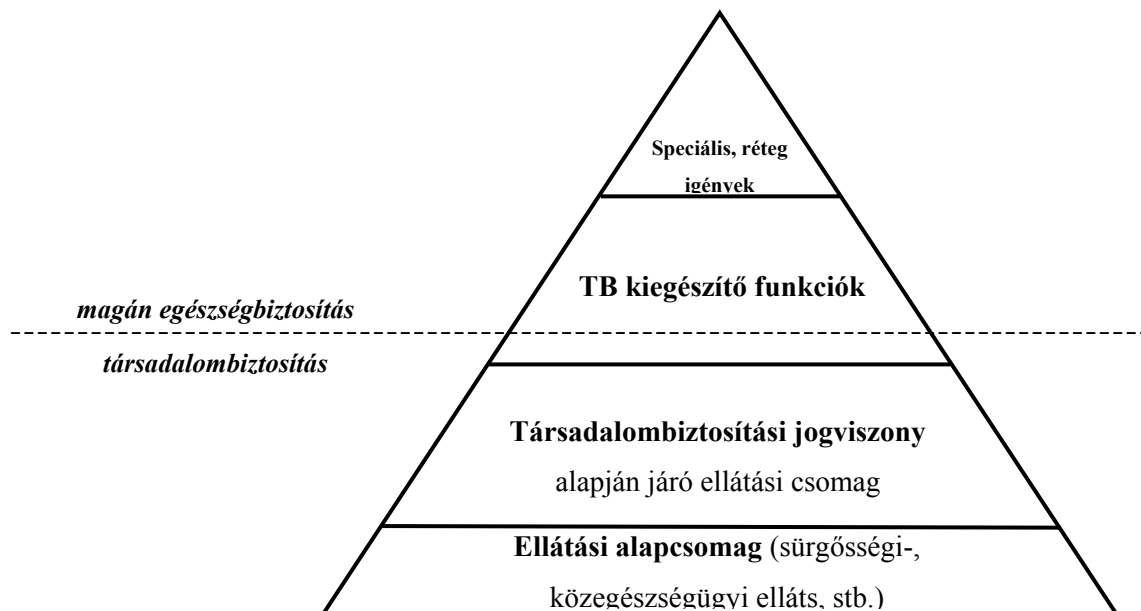 Speciális, réteg
igények
TB kiegészítő funkciók
magán egészségbiztosítás
társadalombiztosítás
Társadalombiztosítási jogviszony
alapján járó ellátási csomag
Ellátási alapcsomag (sürgősségi-,
közegészségügyi elláts, stb.)